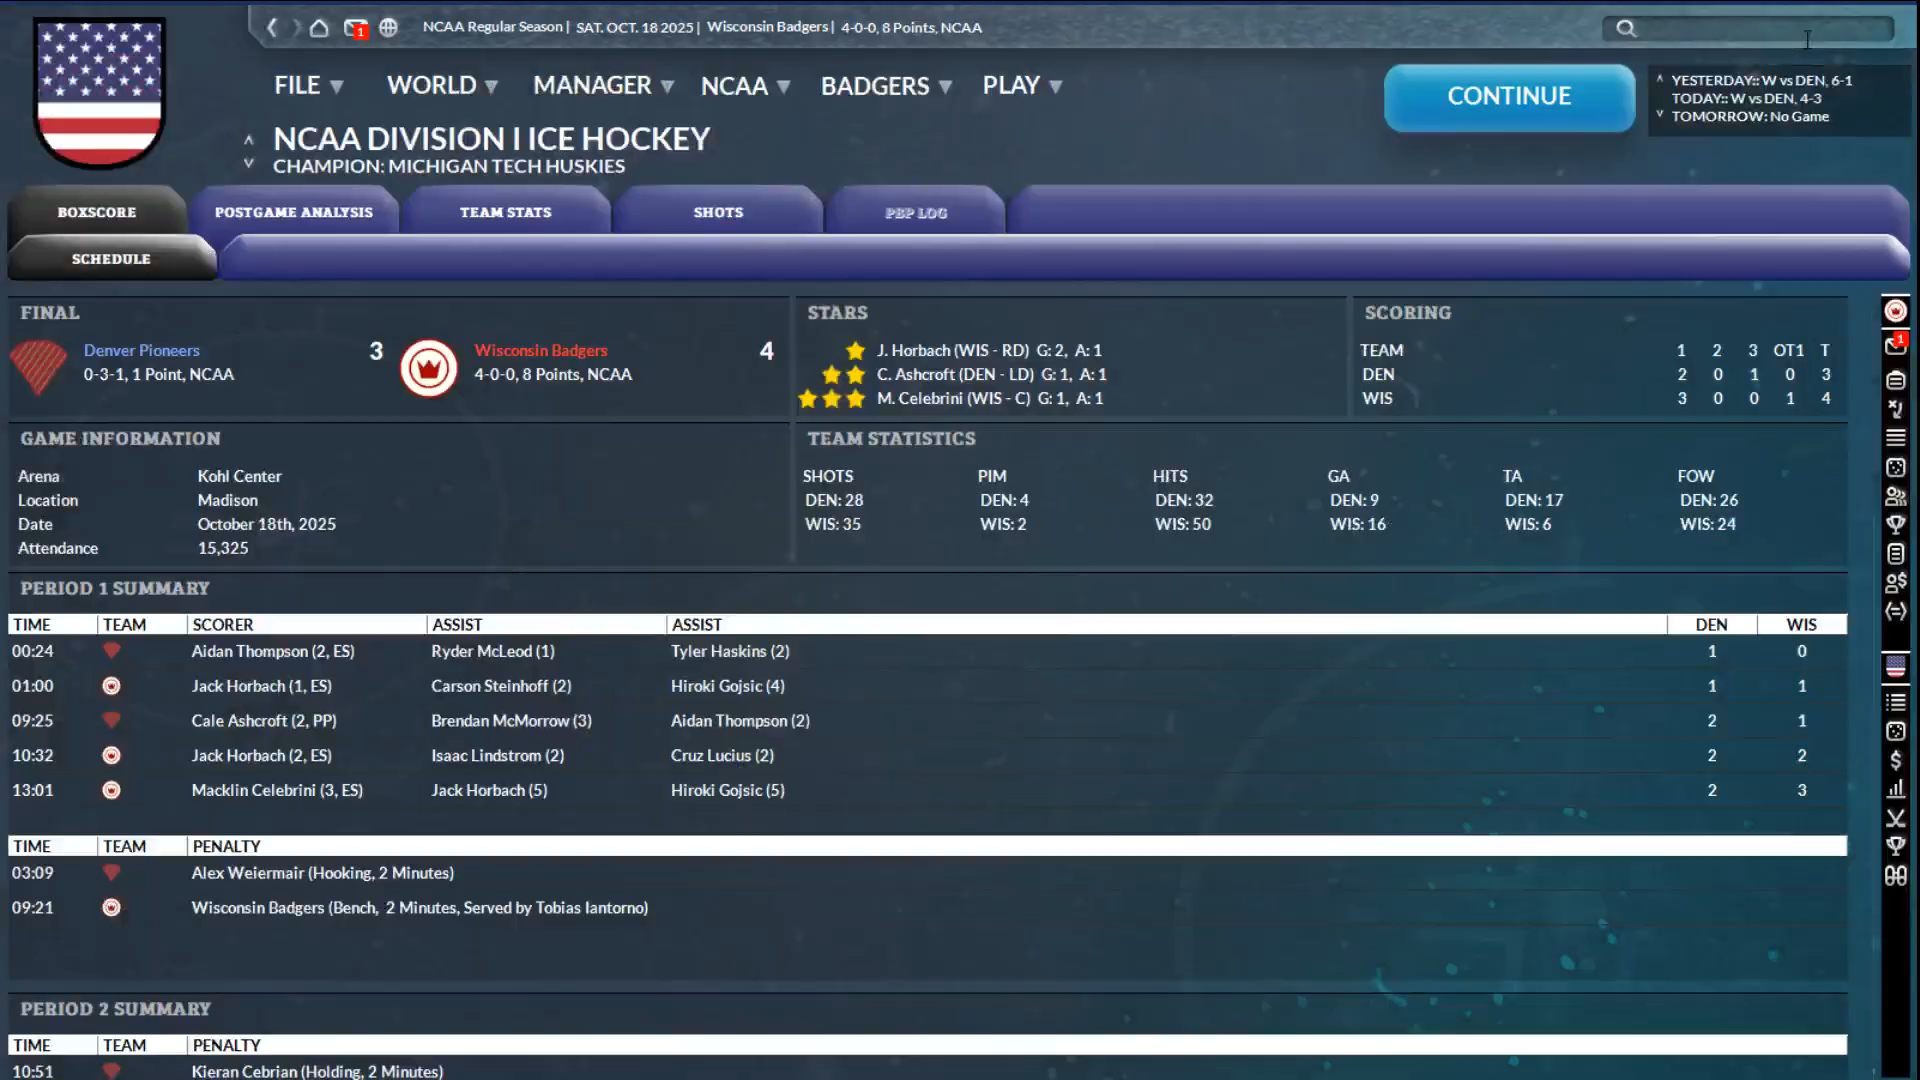 NCAA Regular Season | SAT. OCT. 18 2025 | Wisconsin Badgers | 4-0-0, 8 Points, NCAA
1
FILE WORLD MANAGER NCAA BADGERS PLAY
CONTINUE
YESTERDAY:: W vs DEN, 6-1
TODAY:: W vs DEN, 4-3
TOMORROW: No Game
NCAA DIVISION I ICE HOCKEY
CHAMPION: MICHIGAN TECH HUSKIES
BOXSCORE POSTGAME ANALYSIS TEAM STATS SHOTS PBP LOG
SCHEDULE
FINAL
Denver Pioneers 3
0-3-1, 1 Point, NCAA
Wisconsin Badgers 4
4-0-0, 8 Points, NCAA
STARS
J. Horbach (WIS - RD) G: 2, A: 1
C. Ashcroft (DEN - LD) G: 1, A: 1
M. Celebrini (WIS - C) G: 1, A: 1
SCORING
TEAM 1 2 3 OT1 T
DEN 2 0 1 0 3
WIS 3 0 0 1 4
1
GAME INFORMATION
Arena Kohl Center
Location Madison
Date October 18th, 2025
Attendance 15,325
TEAM STATISTICS
SHOTS PIM HITS GA TA FOW
DEN: 28 DEN: 4 DEN: 32 DEN: 9 DEN: 17 DEN: 26
WIS: 35 WIS: 2 WIS: 50 WIS: 16 WIS: 6 WIS: 24
PERIOD 1 SUMMARY
TIME TEAM SCORER ASSIST ASSIST DEN WIS
00:24 Aidan Thompson (2, ES) Ryder McLeod (1) Tyler Haskins (2) 1 0
01:00 Jack Horbach (1, ES) Carson Steinhoff (2) Hiroki Gojsic (4) 1 1
09:25 Cale Ashcroft (2, PP) Brendan McMorrow (3) Aidan Thompson (2) 2 1
10:32 Jack Horbach (2, ES) Isaac Lindstrom (2) Cruz Lucius (2) 2 2
13:01 Macklin Celebrini (3, ES) Jack Horbach (5) Hiroki Gojsic (5) 2 3
TIME TEAM PENALTY
03:09 Alex Weiermair (Hooking, 2 Minutes)
09:21 Wisconsin Badgers (Bench, 2 Minutes, Served by Tobias Iantorno)
PERIOD 2 SUMMARY
TIME TEAM PENALTY
10:51 Kieran Cebrian (Holding, 2 Minutes)